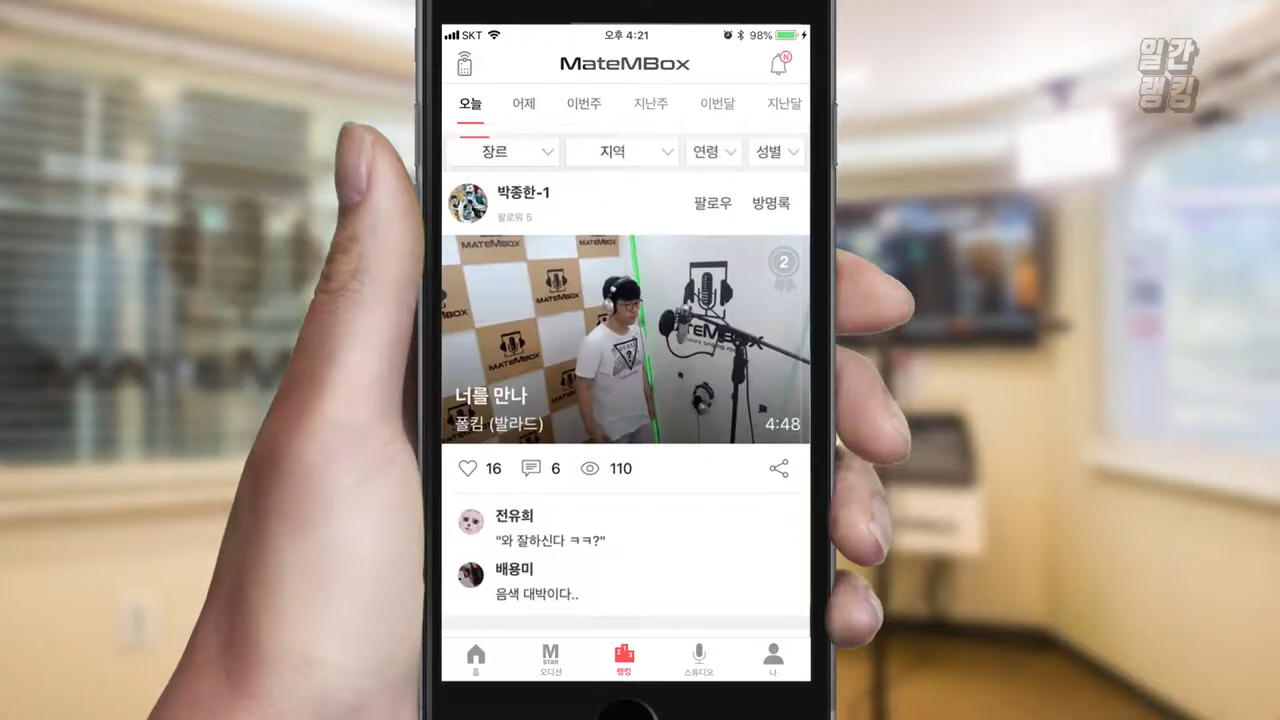 일간
랭킹
SKT 오후 4:21 98%
MateMBox
N
오늘 어제 이번주 지난주 이번달 지난달
장르 지역 연령 성별
박종한-1
팔로워 5
팔로우 방명록
MATEMBOX
MATEMBOX
MATEMBOX
MATEMBOX
2
너를 만나
폴킴 (발라드)
4:48
16 6 110
전유희
"와 잘하신다 ㅋㅋ?"
배용미
음색 대박이다..
홈 M STAR 오디션 랭킹 스튜디오 나